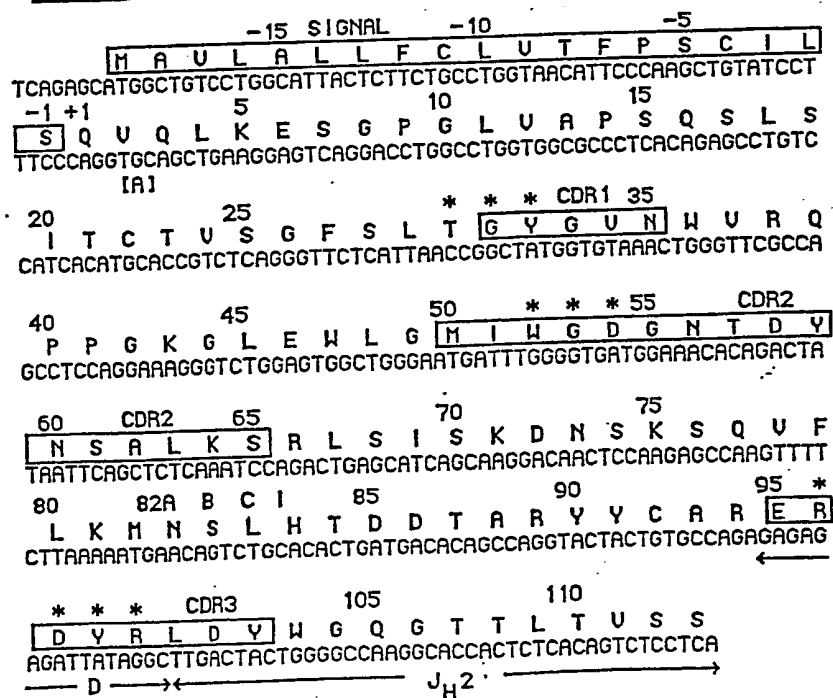 -15 SIGNAL -10 -5
M A V L A L L F C L V T F P S C I L
TCAGAGCATGGCTGTCCTGGCATTACTCTTCTGCCTGGTAACATTCCCAAGCTGTATCCT
-1 +1 5 10 15
S Q V Q L K E S G P G L V A P S Q S L S
TTCCCAGGTGCAGCTGAAGGAGTCAGGACCTGGCCTGGTGGCGCCCTCACAGAGCCTGTC
[A]
20 25 * * * CDR1 35
I T C T V S G F S L T G Y G V N W V R Q
CATCACATGCACCGTCTCAGGGTTCTCATTAACCGGCTATGGTGTAAACTGGGTTCGCCA
40 45 50 * * * 55 CDR2
P P G K G L E W L G M I W G D G N T D Y
GCCTCCAGGAAAGGGTCTGGAGTGGCTGGGAATGATTTGGGGTGATGGAAACACAGACTA
60 CDR2 65 70 75
N S A L K S R L S I S K D N S K S Q V F
TAATTCAGCTCTCAAATCCAGACTGAGCATCAGCAAGGACAACTCCAAGAGCCAAGTTTT
80 82A B C I 85 90 95 *
L K M N S L H T D D T A R Y Y C A R E R
CTTAAAAATGAACAGTCTGCACACTGATGACACAGCCAGGTACTACTGTGCCAGAGAGAG
* * * CDR3 105 110
D Y R L D Y W G Q G T T L T V S S
AGATTATAGGCTTGACTACTGGGGCCAAGGCACCACTCTCACAGTCTCCTCA
D JH2